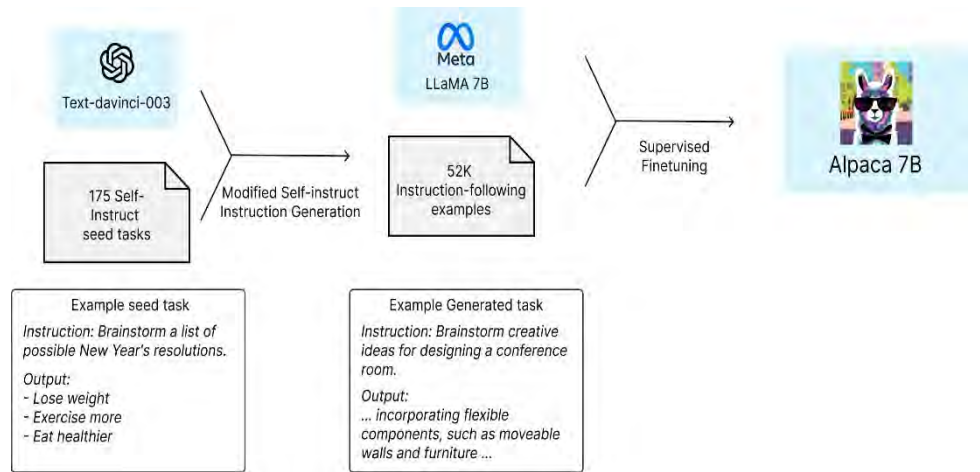 Text-davinci-003
175 Self-
Instruct
seed tasks
Modified Self-instruct
Instruction Generation
Meta
LLaMA 7B
52K
Instruction-following
examples
Supervised
Finetuning
Alpaca 7B
Example seed task
Instruction: Brainstorm a list of
possible New Year's resolutions.
Output:
- Lose weight
- Exercise more
- Eat healthier
Example Generated task
Instruction: Brainstorm creative
ideas for designing a conference
room.
Output:
... incorporating flexible
components, such as moveable
walls and furniture ...